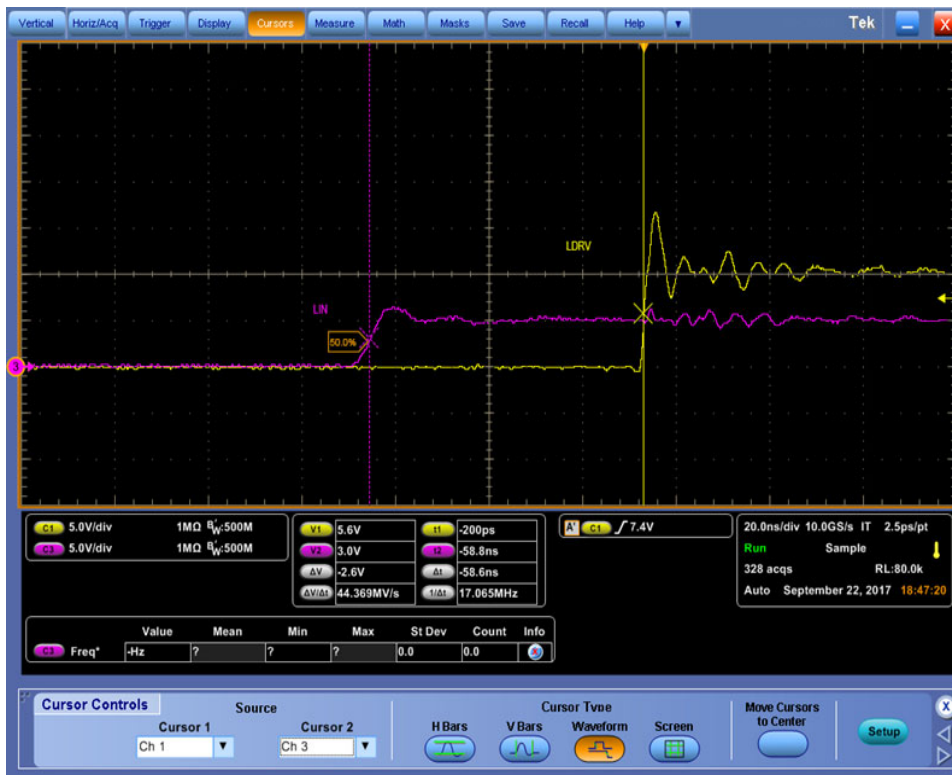 Vertical Horiz/Acq Trigger Display Cursors Measure Math Masks Save Recall Help Tek X
LDRV
LIN
50.0%
3
C1 5.0V/div 1MΩ BW:500M
C3 5.0V/div 1MΩ BW:500M
V1 5.6V t1 -200ps
V2 3.0V t2 -58.8ns
ΔV -2.6V Δt -58.6ns
ΔV/Δt 44.369MV/s 1/Δt 17.065MHz
A' C1 7.4V
20.0ns/div 10.0GS/s IT 2.5ps/pt
Run Sample
328 acqs RL:80.0k
Auto September 22, 2017 18:47:20
Value Mean Min Max St Dev Count Info
C3 Freq* -Hz ? ? ? 0.0 0.0
Cursor Controls
Source
Cursor 1 Cursor 2
Ch 1 Ch 3
Cursor Type
H Bars V Bars Waveform Screen
Move Cursors
to Center
Setup
X